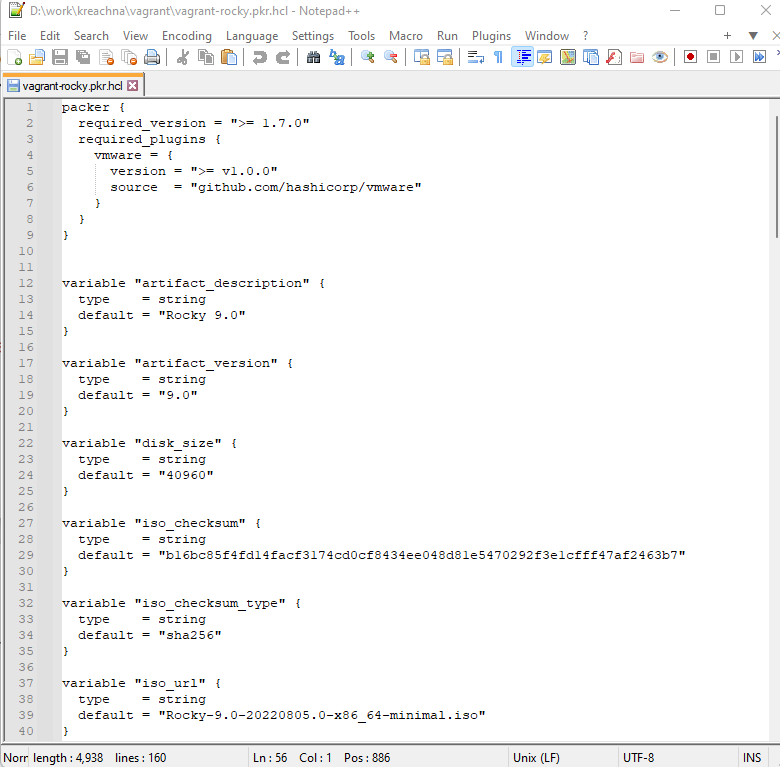 D:\work\kreachna\vagrant\vagrant-rocky.pkr.hcl - Notepad++
File Edit Search View Encoding Language Settings Tools Macro Run Plugins Window ? + ▼ X
vagrant-rocky.pkr.hcl
1 packer {
2   required_version = ">= 1.7.0"
3   required_plugins {
4     vmware = {
5       version = ">= v1.0.0"
6       source  = "github.com/hashicorp/vmware"
7     }
8   }
9 }
10
11
12 variable "artifact_description" {
13   type    = string
14   default = "Rocky 9.0"
15 }
16
17 variable "artifact_version" {
18   type    = string
19   default = "9.0"
20 }
21
22 variable "disk_size" {
23   type    = string
24   default = "40960"
25 }
26
27 variable "iso_checksum" {
28   type    = string
29   default = "b16bc85f4fd14facf3174cd0cf8434ee048d81e5470292f3e1cfff47af2463b7"
30 }
31
32 variable "iso_checksum_type" {
33   type    = string
34   default = "sha256"
35 }
36
37 variable "iso_url" {
38   type    = string
39   default = "Rocky-9.0-20220805.0-x86_64-minimal.iso"
40 }
Norr length : 4,938 lines : 160 Ln : 56 Col : 1 Pos : 886 Unix (LF) UTF-8 INS